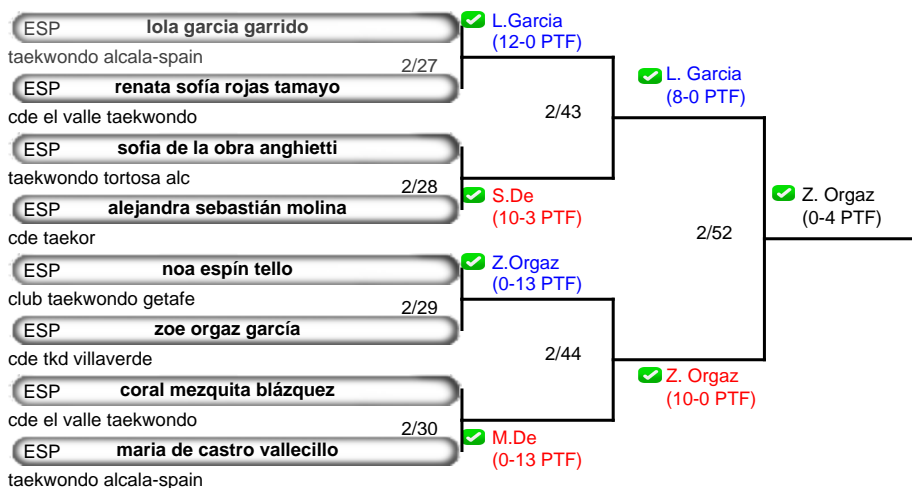 ESP lola garcia garrido
taekwondo alcala-spain
2/27
ESP renata sofía rojas tamayo
cde el valle taekwondo
ESP sofia de la obra anghietti
taekwondo tortosa alc
2/28
ESP alejandra sebastián molina
cde taekor
ESP noa espín tello
club taekwondo getafe
2/29
ESP zoe orgaz garcía
cde tkd villaverde
ESP coral mezquita blázquez
cde el valle taekwondo
2/30
ESP maria de castro vallecillo
taekwondo alcala-spain
L.Garcia
(12-0 PTF)
2/43
S.De
(10-3 PTF)
Z.Orgaz
(0-13 PTF)
2/44
M.De
(0-13 PTF)
L. Garcia
(8-0 PTF)
2/52
Z. Orgaz
(10-0 PTF)
Z. Orgaz
(0-4 PTF)